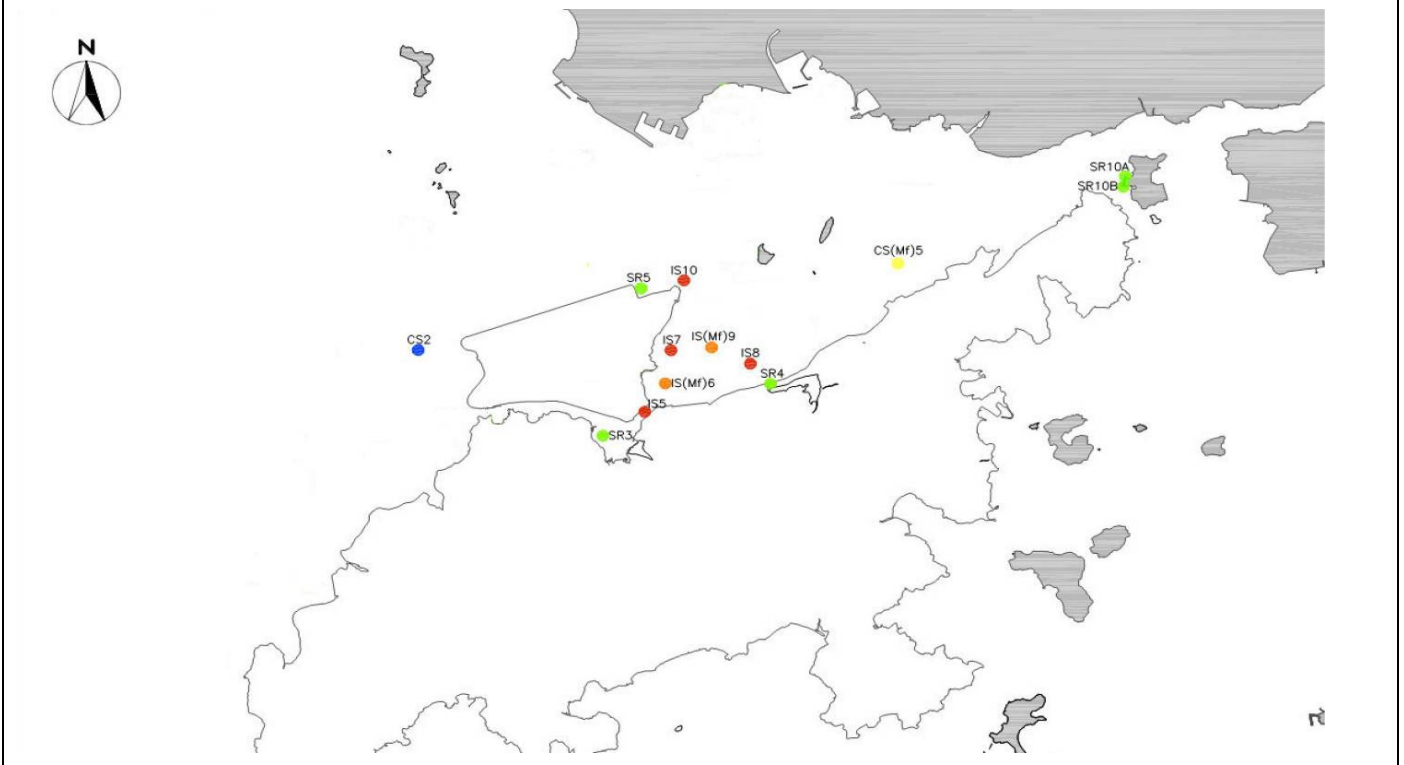 N
SR10A
SR10B
CS(Mf)5
SR5
IS10
CS2
IS7
IS(Mf)9
IS8
SR4
IS(Mf)6
IS5
SR3